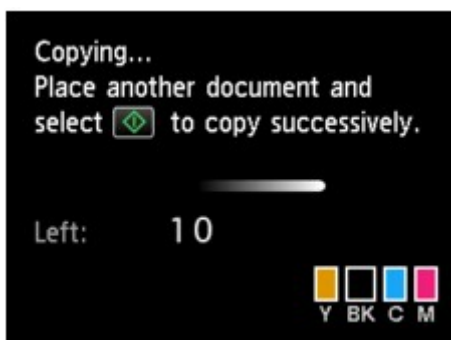 Copying...
Place another document and
select to copy successively.
Left: 10
Y BK C M